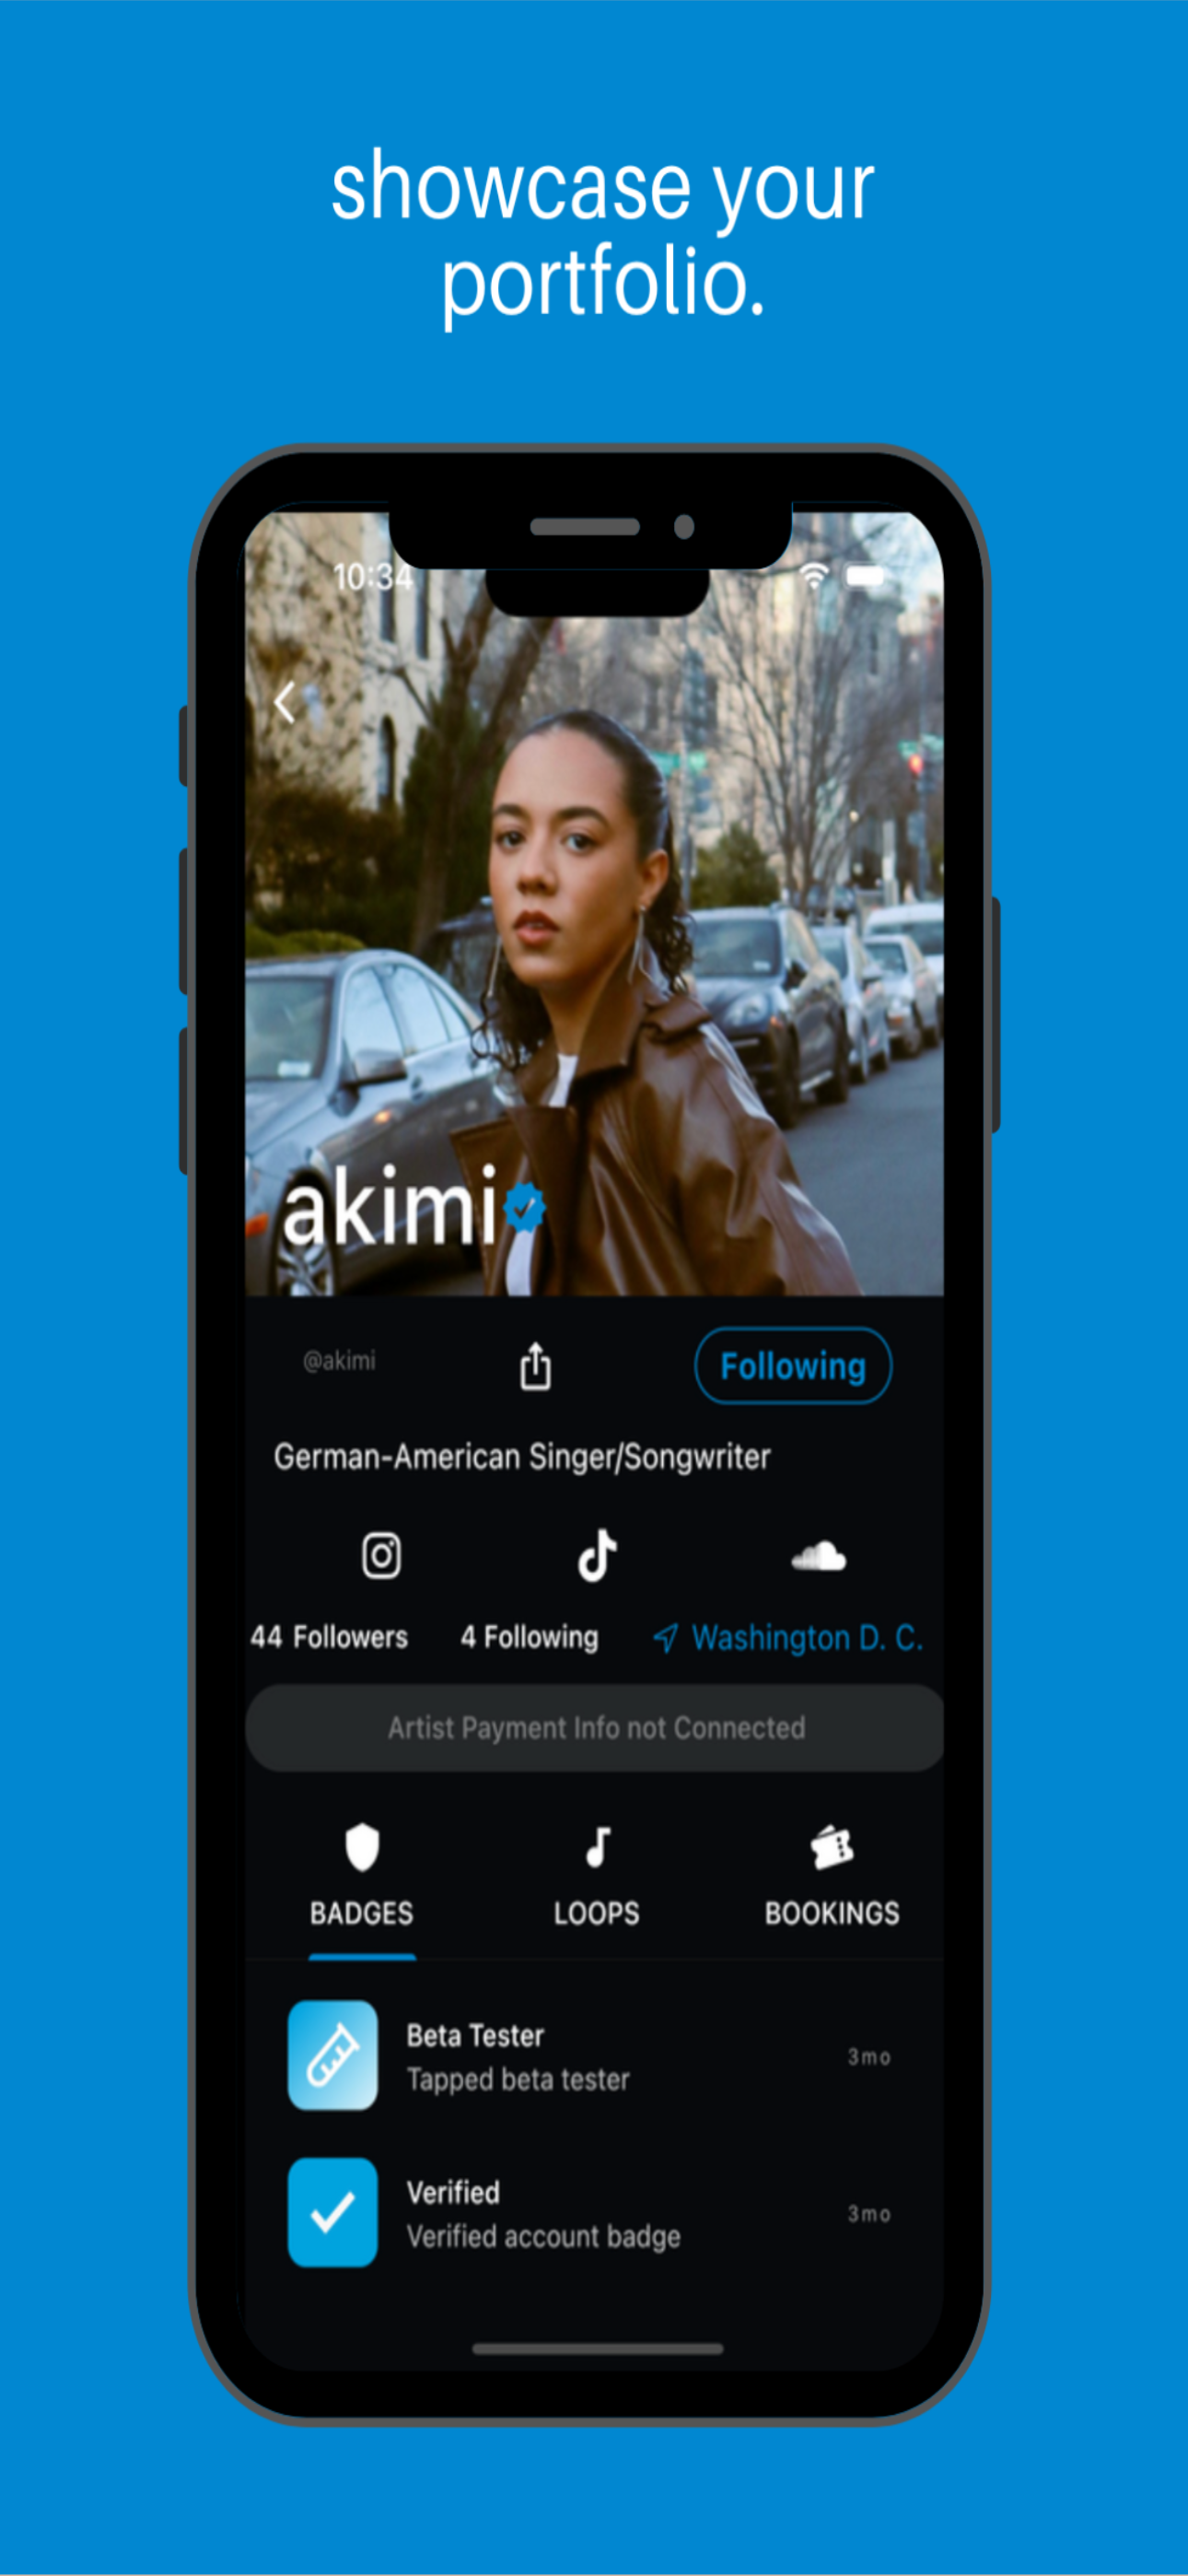 showcase your
portfolio.
10:34
akimi
@akimi
Following
German-American Singer/Songwriter
44 Followers 4 Following Washington D. C.
Artist Payment Info not Connected
BADGES LOOPS BOOKINGS
Beta Tester
Tapped beta tester
3mo
Verified
Verified account badge
3mo